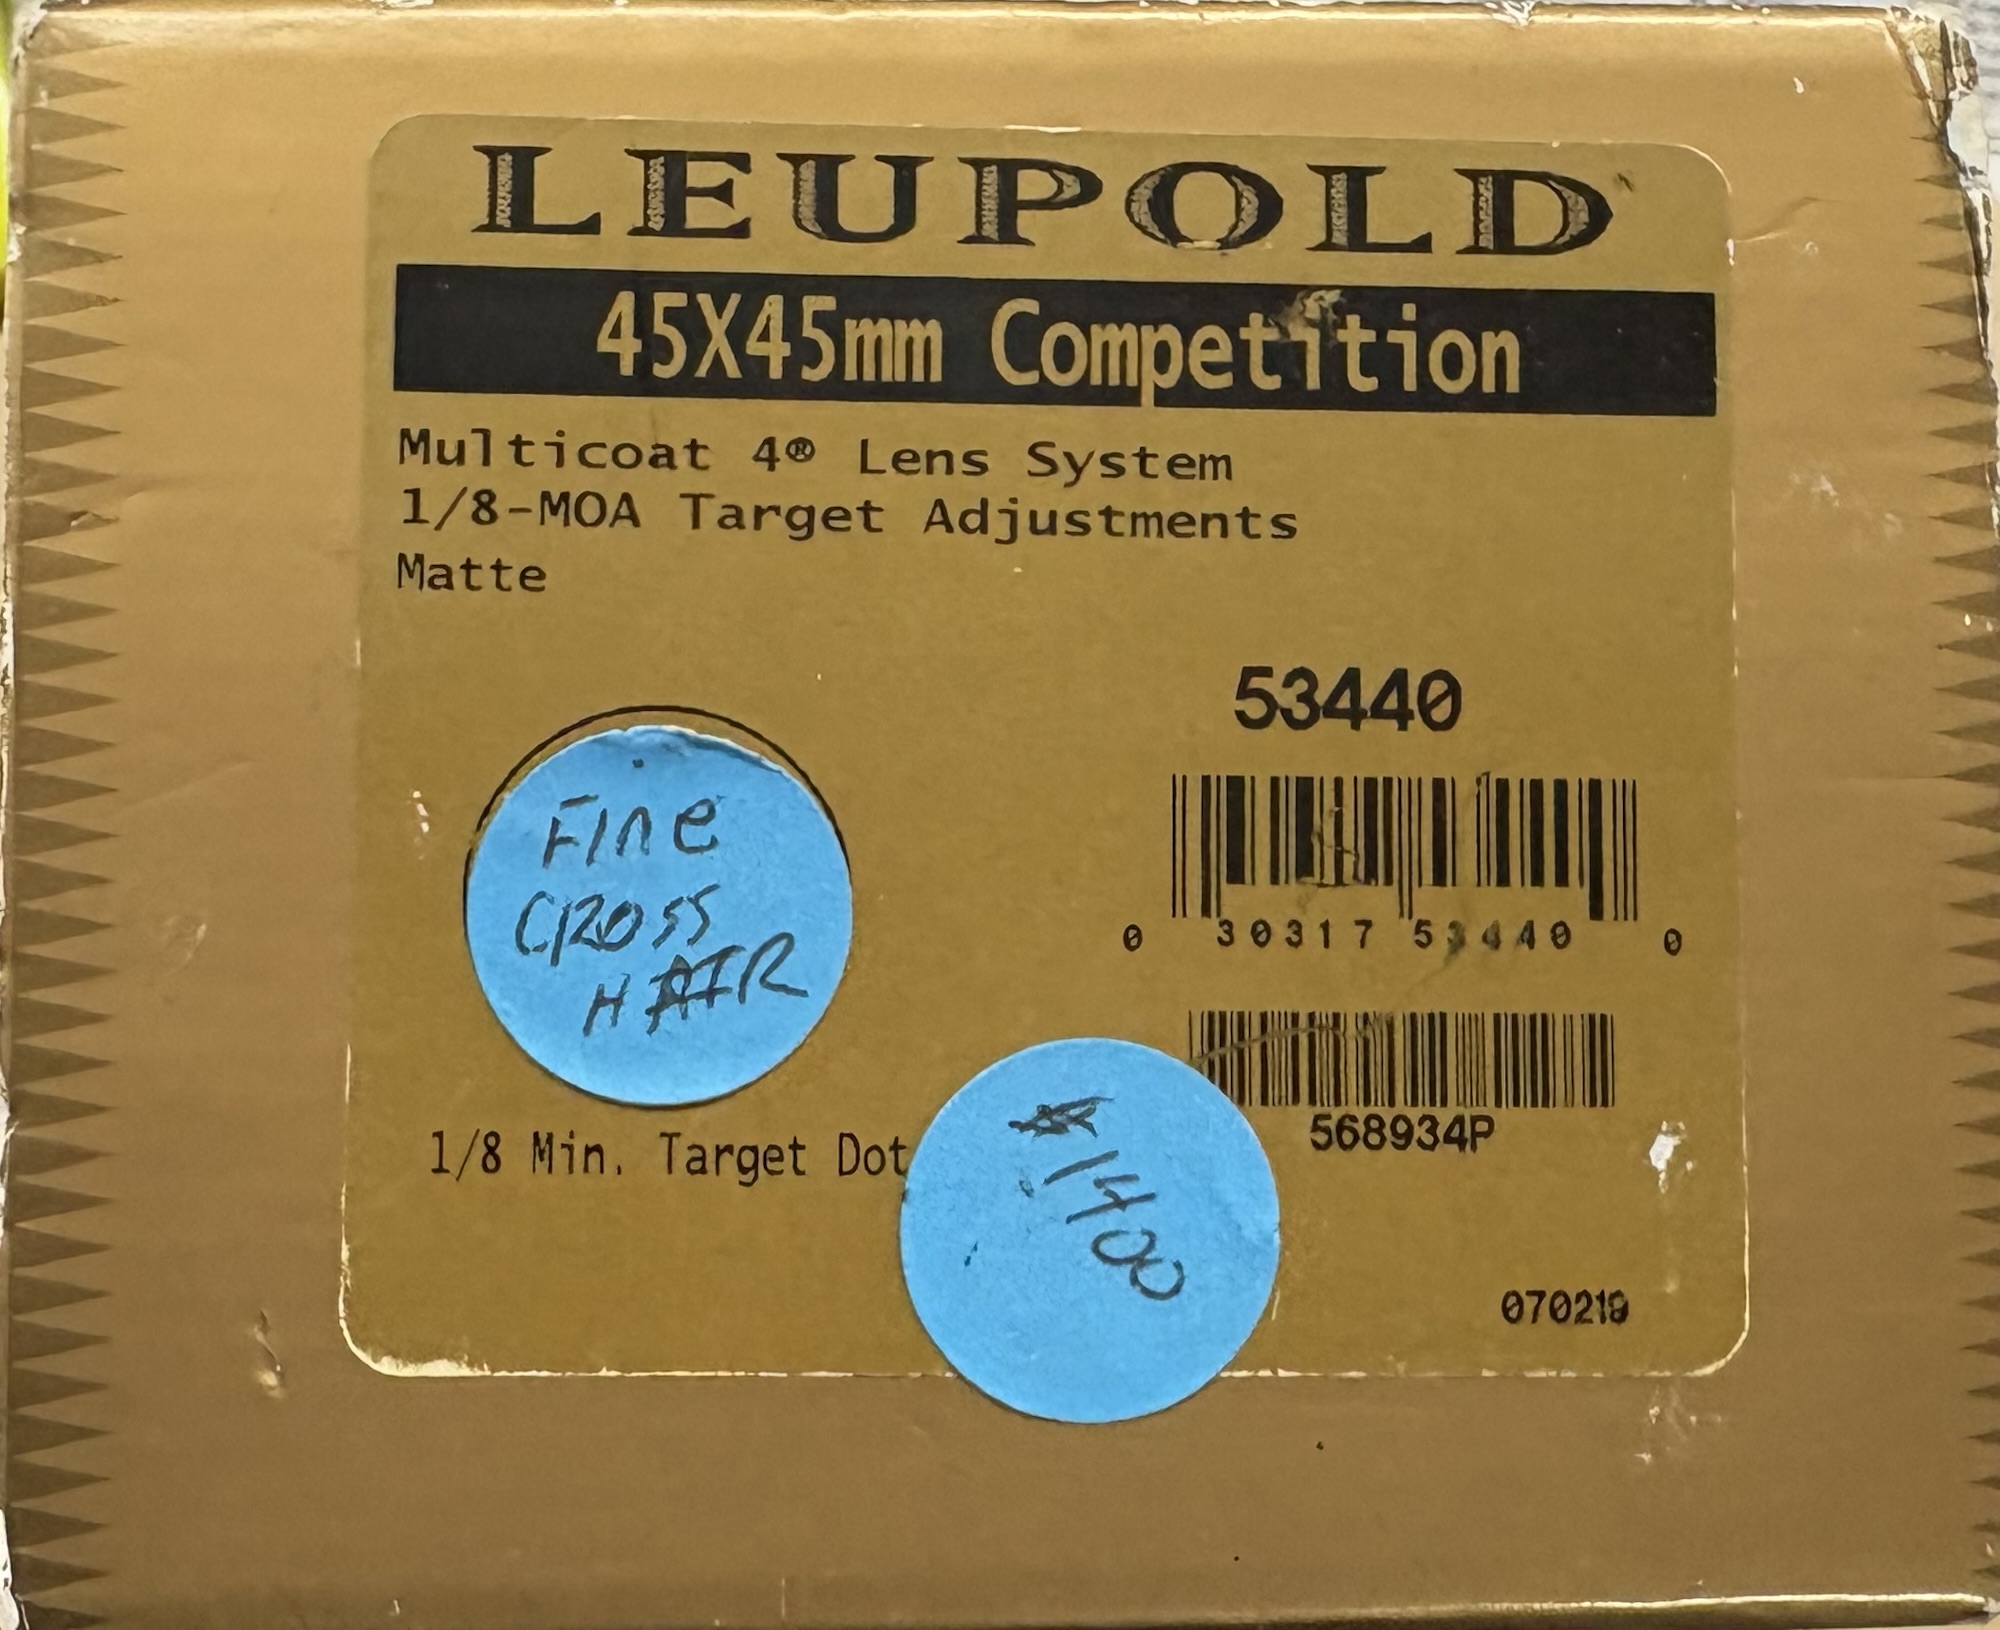 LEUPOLD
45X45mm Competition
Multicoat 4® Lens System
1/8-MOA Target Adjustments
Matte
53440
0 30317 53440 0
Fine
CROSS
HAIR
568934P
1/8 Min. Target Dot
$1400
070219